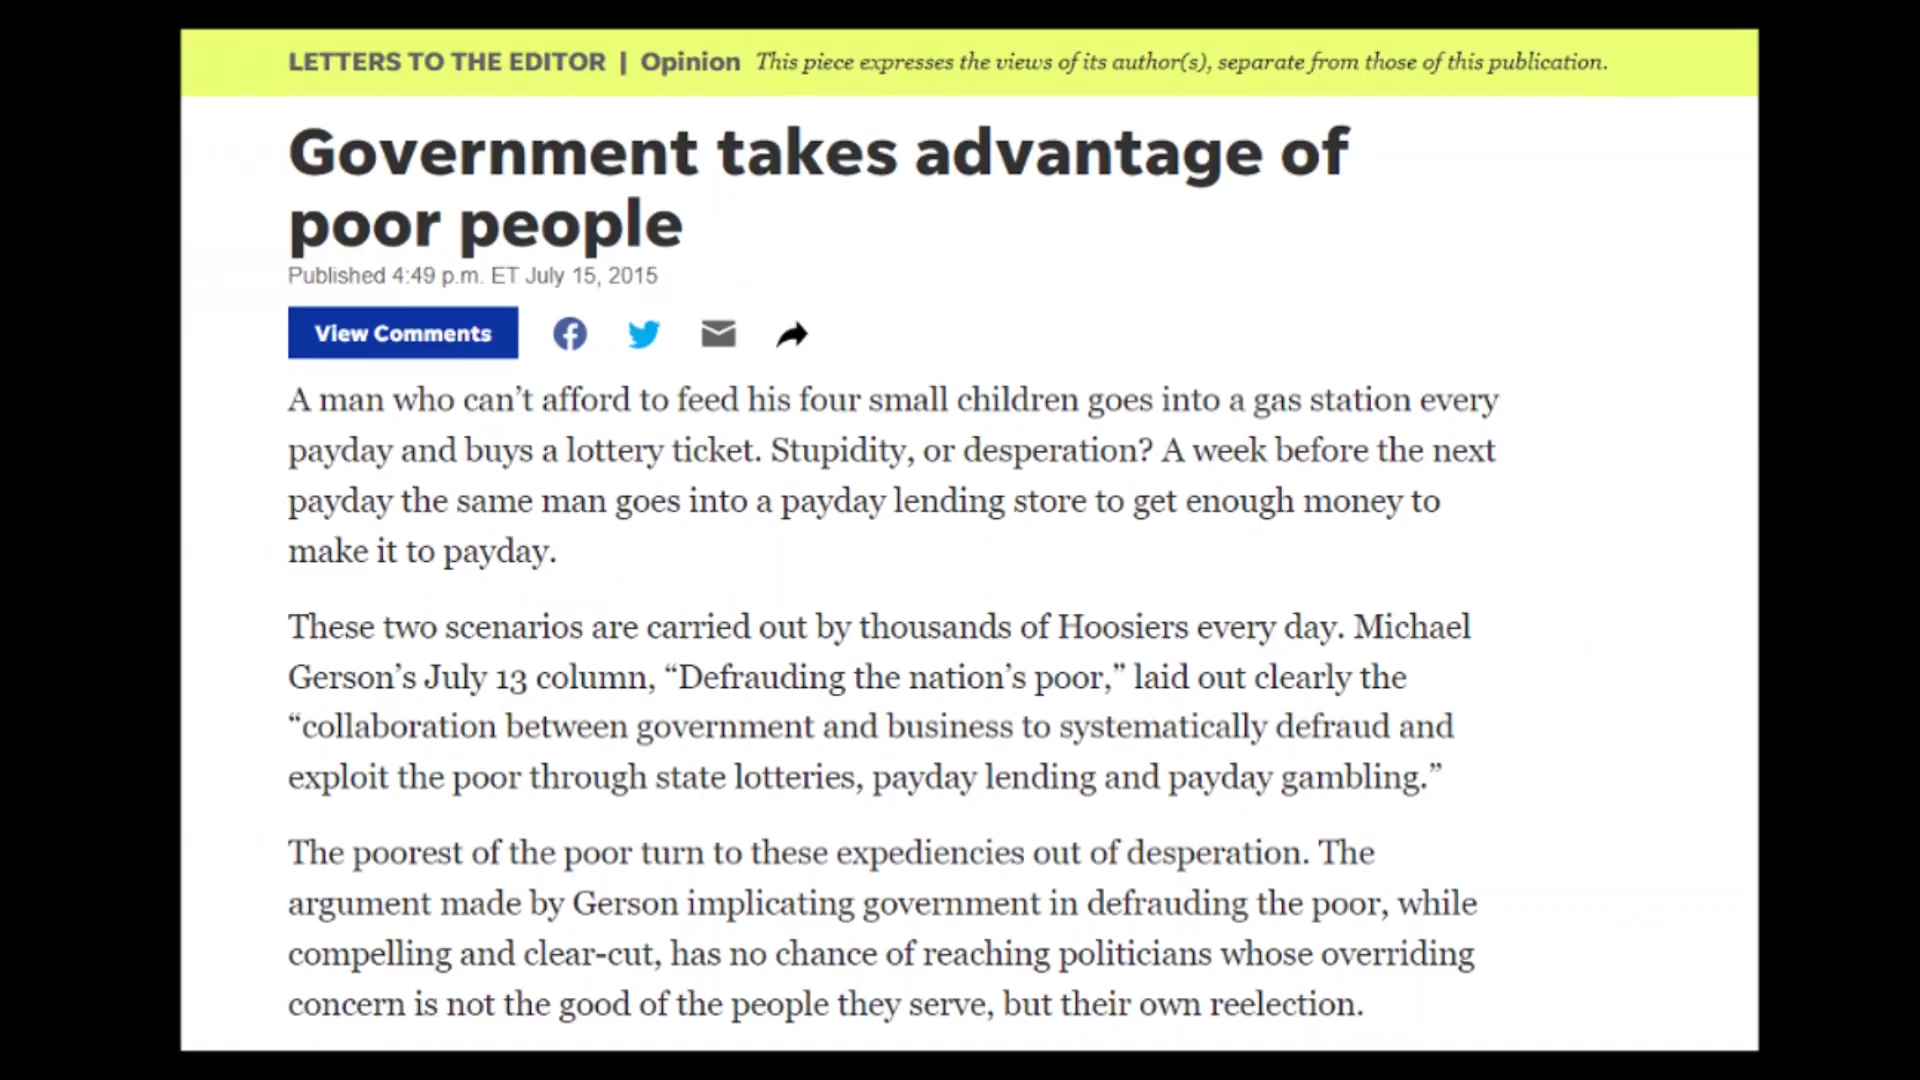 LETTERS TO THE EDITOR | Opinion This piece expresses the views of its author(s), separate from those of this publication.
Government takes advantage of
poor people
Published 4:49 p.m. ET July 15, 2015
View Comments
A man who can’t afford to feed his four small children goes into a gas station every
payday and buys a lottery ticket. Stupidity, or desperation? A week before the next
payday the same man goes into a payday lending store to get enough money to
make it to payday.
These two scenarios are carried out by thousands of Hoosiers every day. Michael
Gerson’s July 13 column, “Defrauding the nation’s poor,” laid out clearly the
“collaboration between government and business to systematically defraud and
exploit the poor through state lotteries, payday lending and payday gambling.”
The poorest of the poor turn to these expediencies out of desperation. The
argument made by Gerson implicating government in defrauding the poor, while
compelling and clear-cut, has no chance of reaching politicians whose overriding
concern is not the good of the people they serve, but their own reelection.